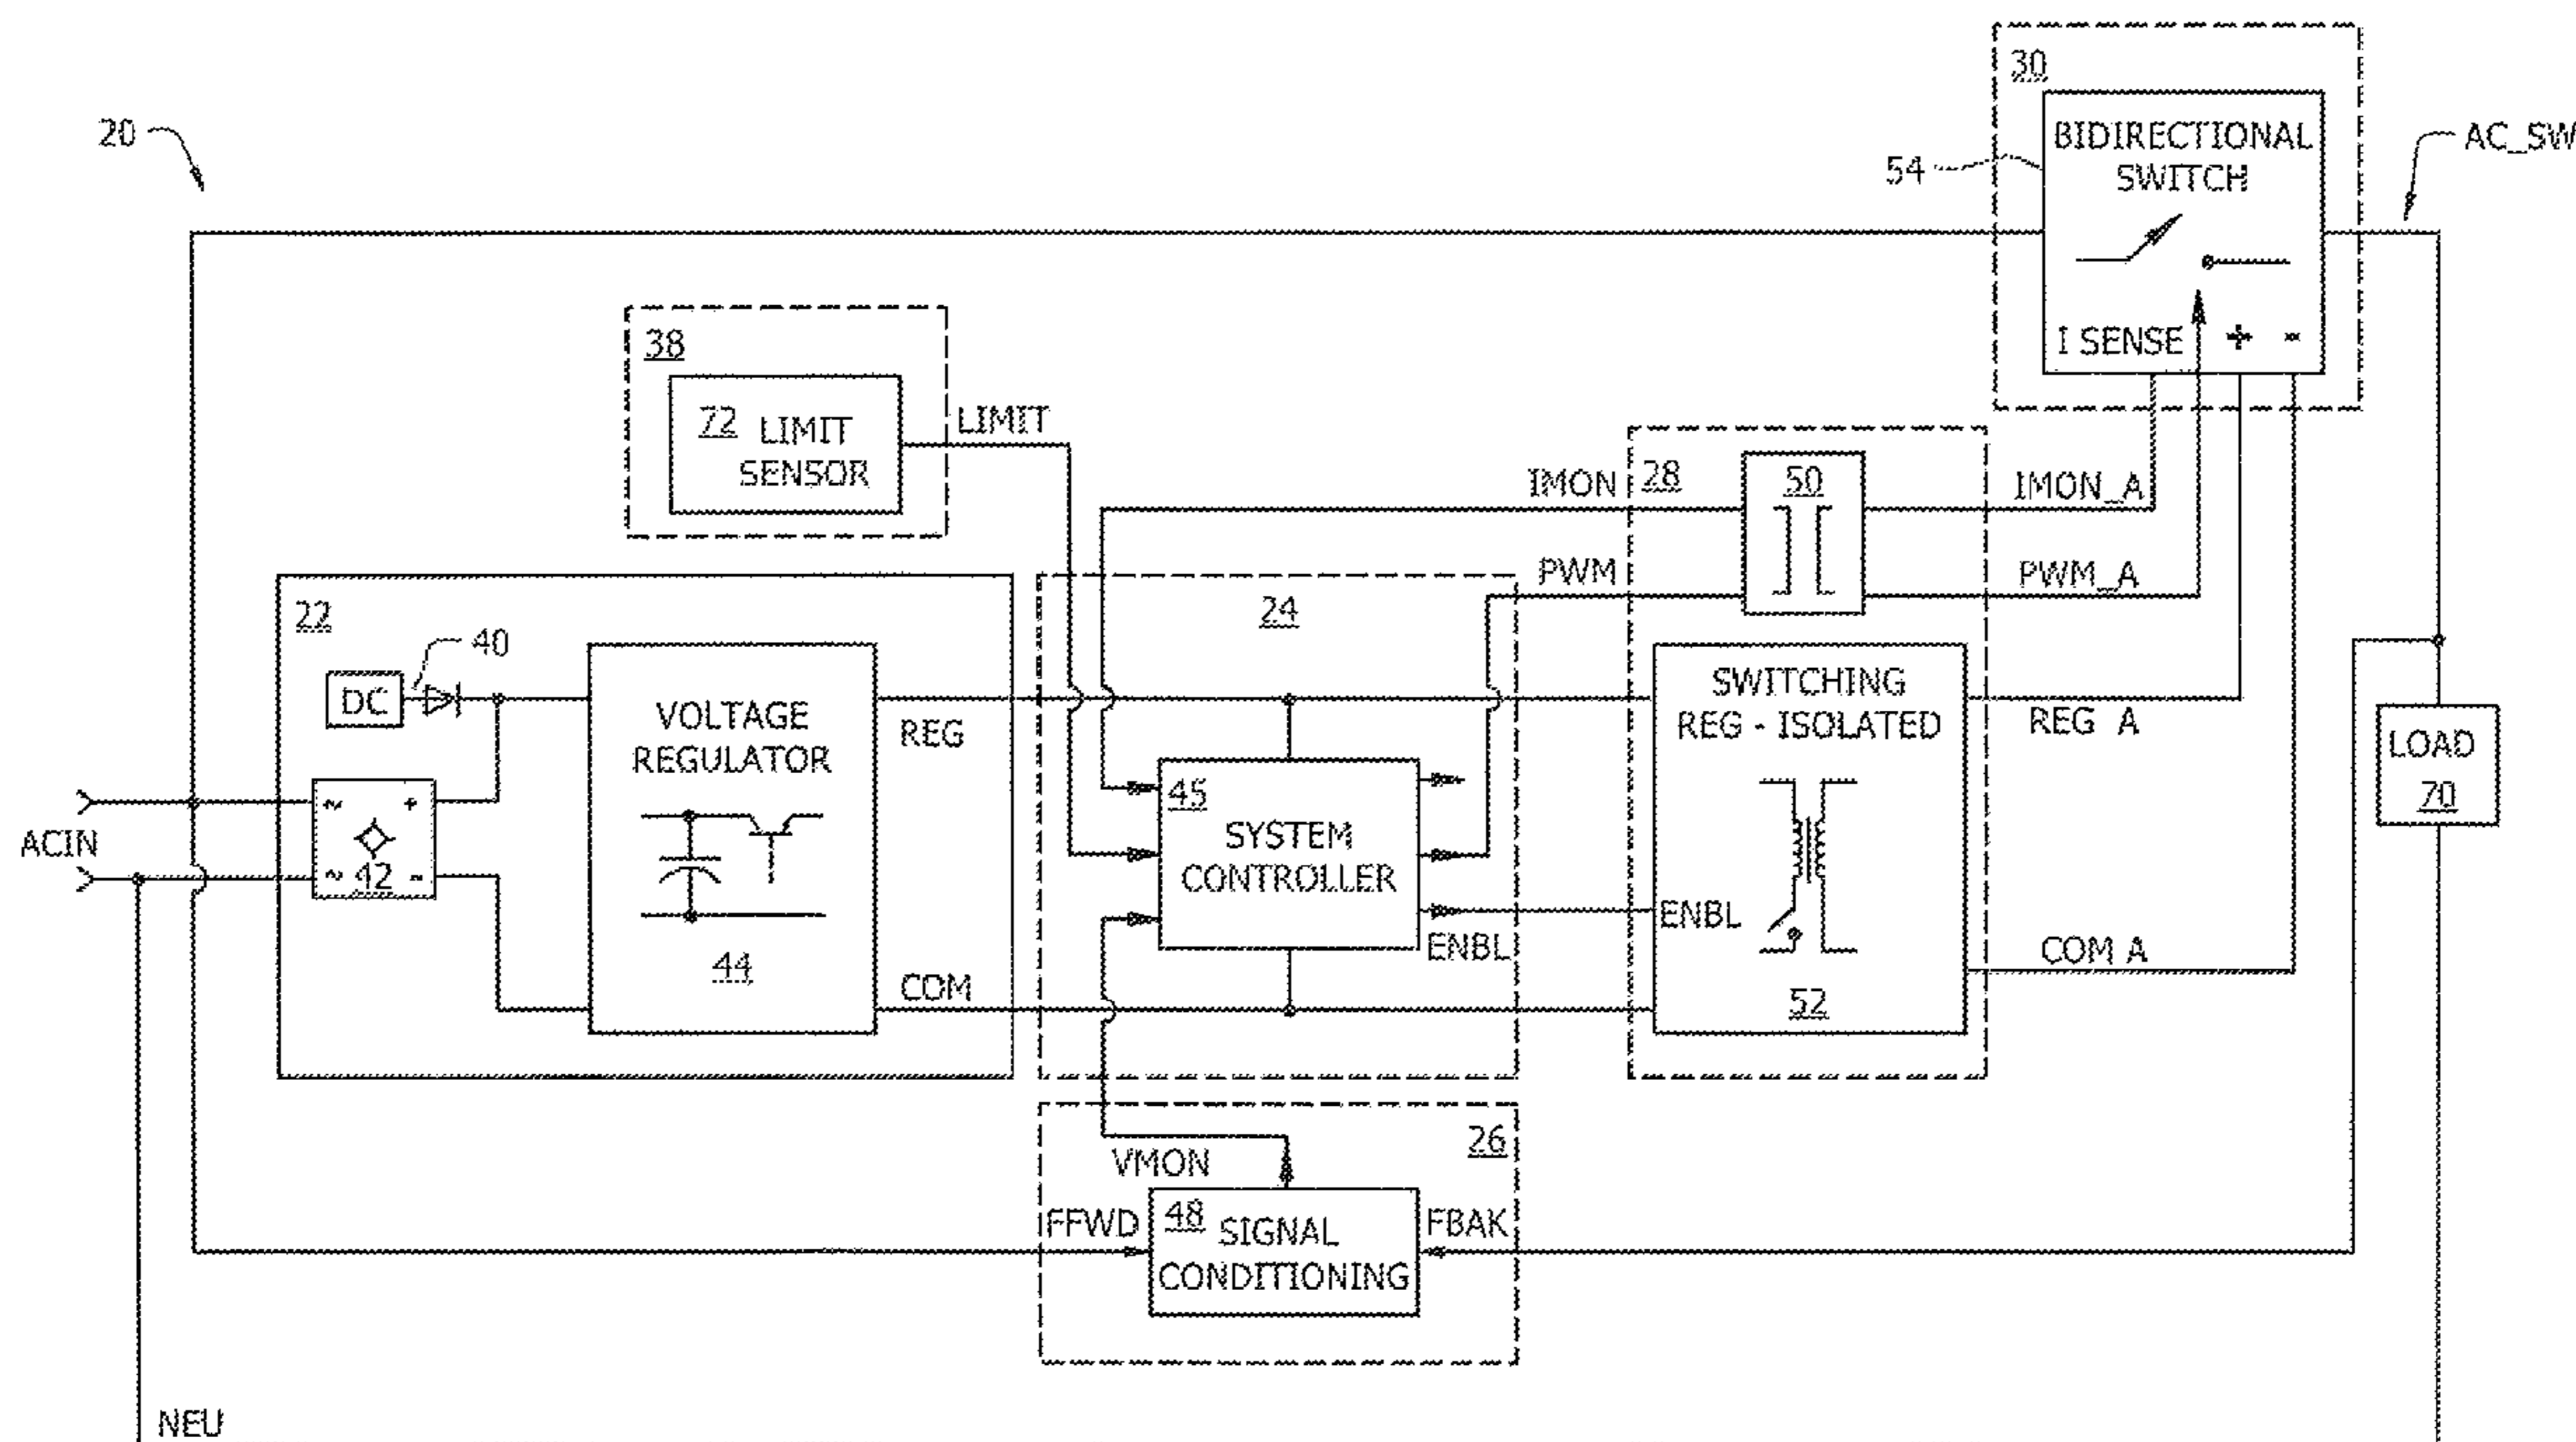 30
20
BIDIRECTIONAL
SWITCH
54
AC_SW
I SENSE + -
38
72 LIMIT
SENSOR
LIMIT
IMON
28
50
IMON_A
PWM
PWM_A
22
40
DC
24
VOLTAGE
REGULATOR
44
REG
COM
SWITCHING
REG - ISOLATED
52
REG A
COM A
LOAD
70
ACIN
~ +
42
~ -
45
SYSTEM
CONTROLLER
ENBL
ENBL
VMON
26
FFWD
48 SIGNAL
CONDITIONING
FBAK
NEU